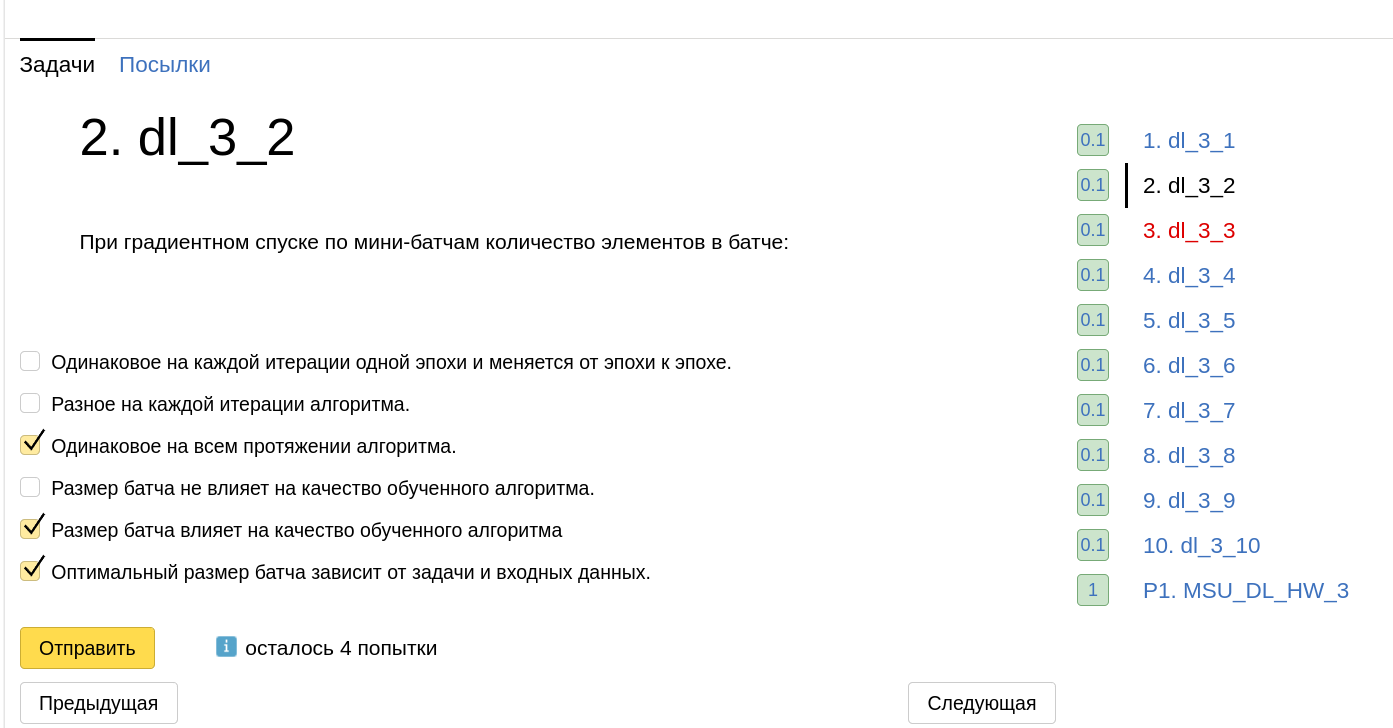 Задачи Посылки
2. dl_3_2
При градиентном спуске по мини-батчам количество элементов в батче:
Одинаковое на каждой итерации одной эпохи и меняется от эпохи к эпохе.
Разное на каждой итерации алгоритма.
Одинаковое на всем протяжении алгоритма.
Размер батча не влияет на качество обученного алгоритма.
Размер батча влияет на качество обученного алгоритма
Оптимальный размер батча зависит от задачи и входных данных.
Отправить i осталось 4 попытки
Предыдущая Следующая
0.1 1. dl_3_1
0.1 2. dl_3_2
0.1 3. dl_3_3
0.1 4. dl_3_4
0.1 5. dl_3_5
0.1 6. dl_3_6
0.1 7. dl_3_7
0.1 8. dl_3_8
0.1 9. dl_3_9
0.1 10. dl_3_10
1 P1. MSU_DL_HW_3